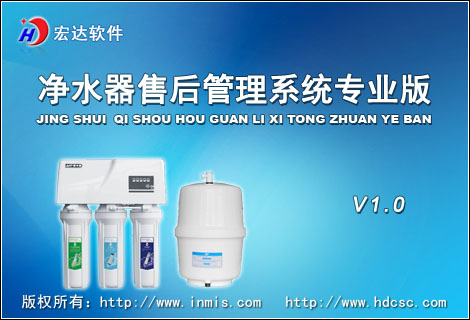 宏达软件
净水器售后管理系统专业版
JING SHUI QI SHOU HOU GUAN LI XI TONG ZHUAN YE BAN
V1.0
版权所有：http://www.inmis.com http://www.hdcsc.com